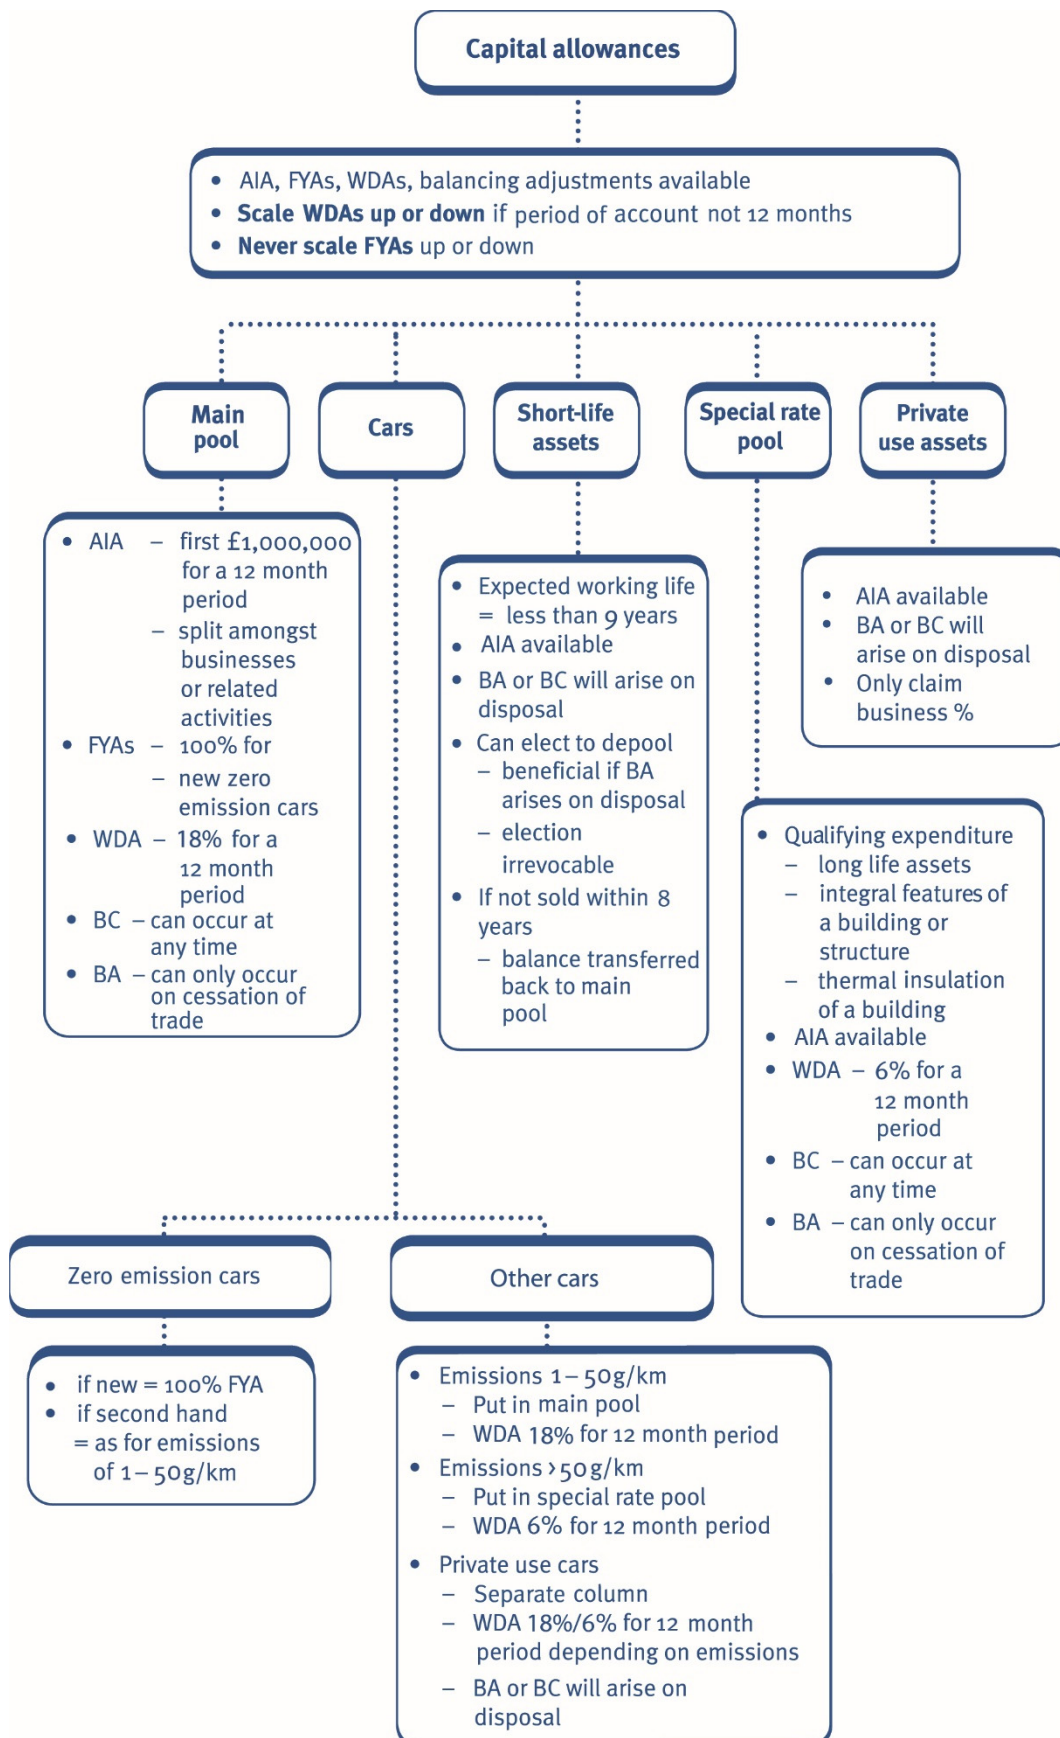 Capital allowances
• AIA, FYAs, WDAs, balancing adjustments available
• Scale WDAs up or down if period of account not 12 months
• Never scale FYAs up or down
Main
pool
Cars
Short-life
assets
Special rate
pool
Private
use assets
• AIA – first £1,000,000
for a 12 month
period
– split amongst
businesses
or related
activities
• FYAs – 100% for
– new zero
emission cars
• WDA – 18% for a
12 month
period
• BC – can occur at
any time
• BA – can only occur
on cessation of
trade
• Expected working life
= less than 9 years
• AIA available
• BA or BC will arise on
disposal
• Can elect to depool
– beneficial if BA
arises on disposal
– election
irrevocable
• If not sold within 8
years
– balance transferred
back to main
pool
• AIA available
• BA or BC will
arise on disposal
• Only claim
business %
• Qualifying expenditure
– long life assets
– integral features of
a building or
structure
– thermal insulation
of a building
• AIA available
• WDA – 6% for a
12 month
period
• BC – can occur at
any time
• BA – can only occur
on cessation of
trade
Zero emission cars
Other cars
• if new = 100% FYA
• if second hand
= as for emissions
of 1–50g/km
• Emissions 1–50g/km
– Put in main pool
– WDA 18% for 12 month period
• Emissions >50g/km
– Put in special rate pool
– WDA 6% for 12 month period
• Private use cars
– Separate column
– WDA 18%/6% for 12 month
period depending on emissions
– BA or BC will arise on
disposal